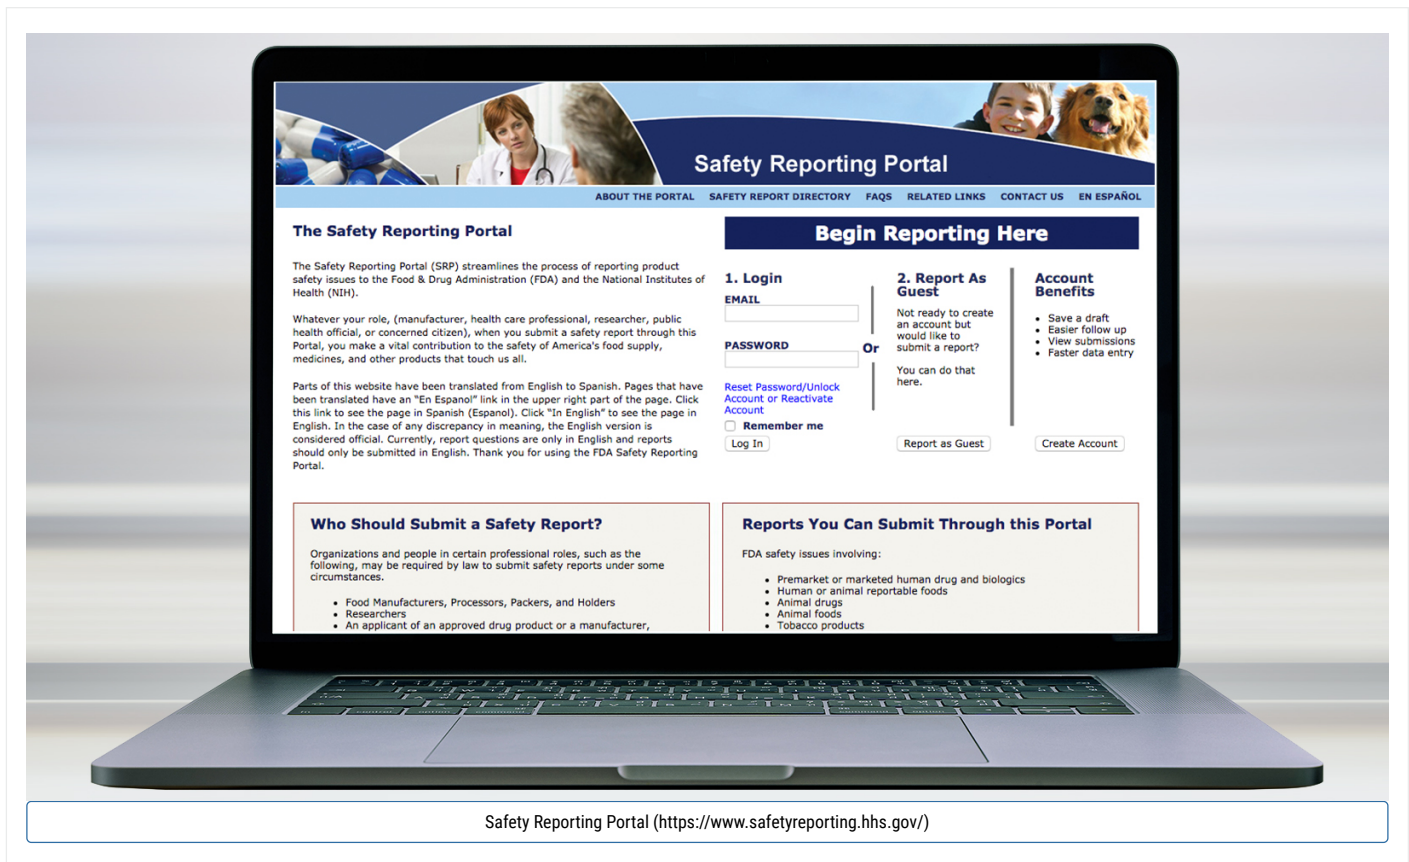 Safety Reporting Portal
ABOUT THE PORTAL SAFETY REPORT DIRECTORY FAQS RELATED LINKS CONTACT US EN ESPAÑOL
The Safety Reporting Portal
The Safety Reporting Portal (SRP) streamlines the process of reporting product
safety issues to the Food & Drug Administration (FDA) and the National Institutes of
Health (NIH).
Whatever your role, (manufacturer, health care professional, researcher, public
health official, or concerned citizen), when you submit a safety report through this
Portal, you make a vital contribution to the safety of America's food supply,
medicines, and other products that touch us all.
Parts of this website have been translated from English to Spanish. Pages that have
been translated have an “En Espanol” link in the upper right part of the page. Click
this link to see the page in Spanish (Espanol). Click “In English” to see the page in
English. In the case of any discrepancy in meaning, the English version is
considered official. Currently, report questions are only in English and reports
should only be submitted in English. Thank you for using the FDA Safety Reporting
Portal.
Begin Reporting Here
1. Login
EMAIL
PASSWORD
Reset Password/Unlock
Account or Reactivate
Account
Remember me
Log In
Or
2. Report As
Guest
Not ready to create
an account but
would like to
submit a report?
You can do that
here.
Report as Guest
Account
Benefits
• Save a draft
• Easier follow up
• View submissions
• Faster data entry
Create Account
Who Should Submit a Safety Report?
Organizations and people in certain professional roles, such as the
following, may be required by law to submit safety reports under some
circumstances.
• Food Manufacturers, Processors, Packers, and Holders
• Researchers
• An applicant of an approved drug product or a manufacturer,
Reports You Can Submit Through this Portal
FDA safety issues involving:
• Premarket or marketed human drug and biologics
• Human or animal reportable foods
• Animal drugs
• Animal foods
• Tobacco products
Safety Reporting Portal (https://www.safetyreporting.hhs.gov/)